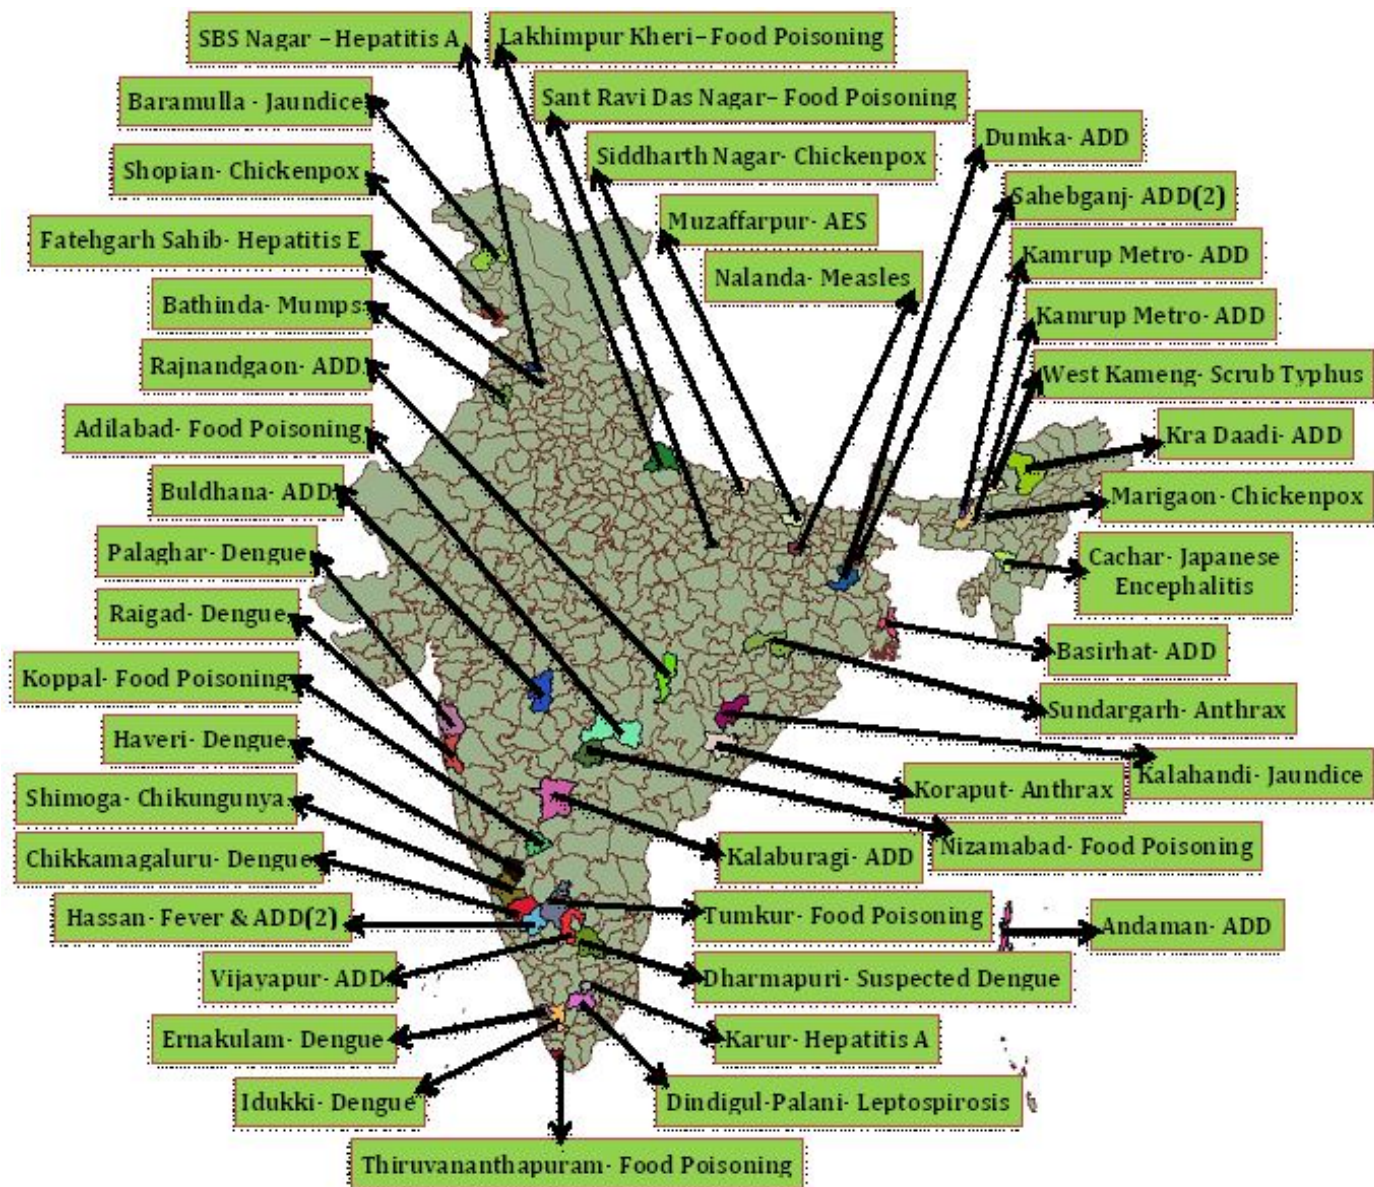 SBS Nagar –Hepatitis A
Lakhimpur Kheri– Food Poisoning
Baramulla - Jaundice
Sant Ravi Das Nagar– Food Poisoning
Dumka- ADD
Shopian- Chickenpox
Siddharth Nagar- Chickenpox
Sahebganj- ADD(2)
Fatehgarh Sahib- Hepatitis E
Muzaffarpur- AES
Kamrup Metro- ADD
Bathinda- Mumps
Nalanda- Measles
Kamrup Metro- ADD
Rajnandgaon- ADD
West Kameng- Scrub Typhus
Adilabad- Food Poisoning
Kra Daadi- ADD
Buldhana- ADD
Marigaon- Chickenpox
Palaghar- Dengue
Cachar- Japanese
Encephalitis
Raigad- Dengue
Basirhat- ADD
Koppal- Food Poisoning
Sundargarh- Anthrax
Haveri- Dengue
Kalahandi- Jaundice
Shimoga- Chikungunya
Koraput- Anthrax
Chikkamagaluru- Dengue
Kalaburagi- ADD
Nizamabad- Food Poisoning
Hassan- Fever & ADD(2)
Tumkur- Food Poisoning
Andaman- ADD
Vijayapur- ADD
Dharmapuri- Suspected Dengue
Ernakulam- Dengue
Karur- Hepatitis A
Idukki- Dengue
Dindigul-Palani- Leptospirosis
Thiruvananthapuram- Food Poisoning